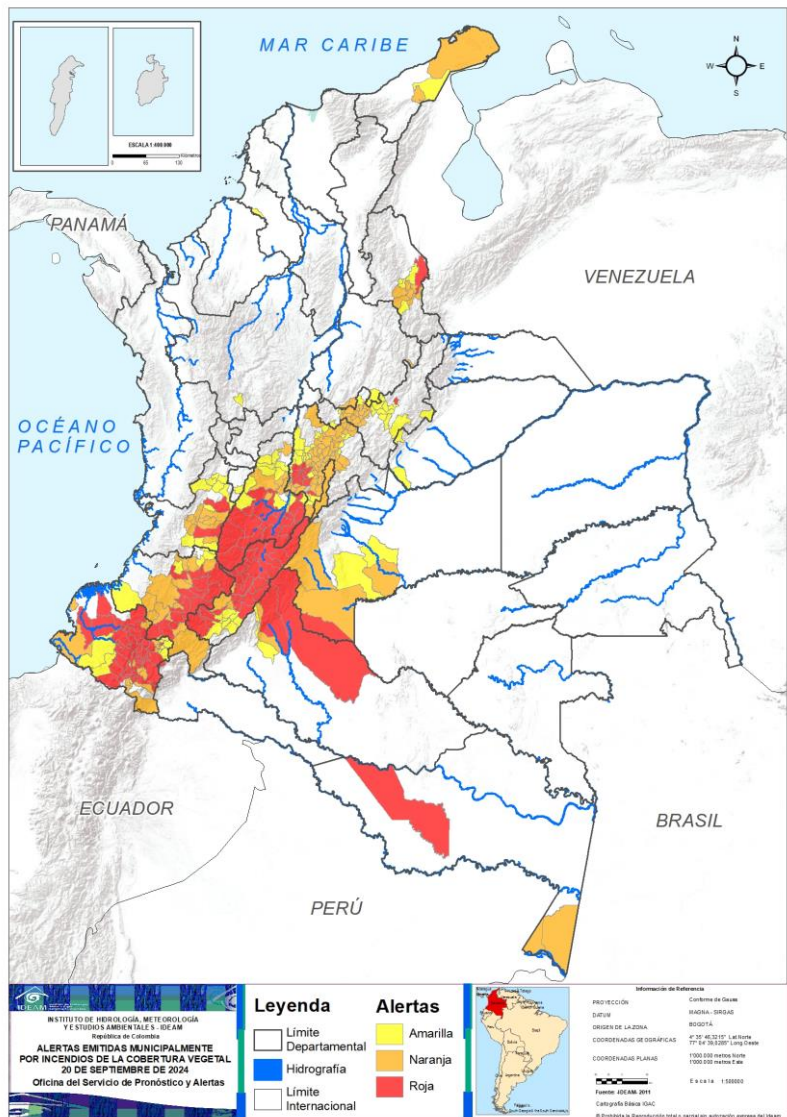 MAR CARIBE
N
W
E
S
ESCALA 1:400.000
0
65
130
PANAMÁ
VENEZUELA
OCÉANO
PACÍFICO
ECUADOR
BRASIL
PERÚ
IDEAM
INSTITUTO DE HIDROLOGÍA, METEOROLOGÍA
Y ESTUDIOS AMBIENTALES - IDEAM
República de Colombia
ALERTAS EMITIDAS MUNICIPALMENTE
POR INCENDIOS DE LA COBERTURA VEGETAL
20 DE SEPTIEMBRE DE 2024
Oficina del Servicio de Pronóstico y Alertas
Leyenda
Límite
Departamental
Hidrografía
Límite
Internacional
Alertas
Amarilla
Naranja
Roja
Información de Referencia
PROYECCIÓN
Conforme de Gauss
DATUM
MAGNA - SIRGAS
ORIGEN DE LA ZONA
BOGOTÁ
COORDENADAS GEOGRÁFICAS
COORDENADAS PLANAS
1'000.000 metros Norte
1'000.000 metros Este
Escala
Fuente: IDEAM- 2011
Cartografía Básica IGAC